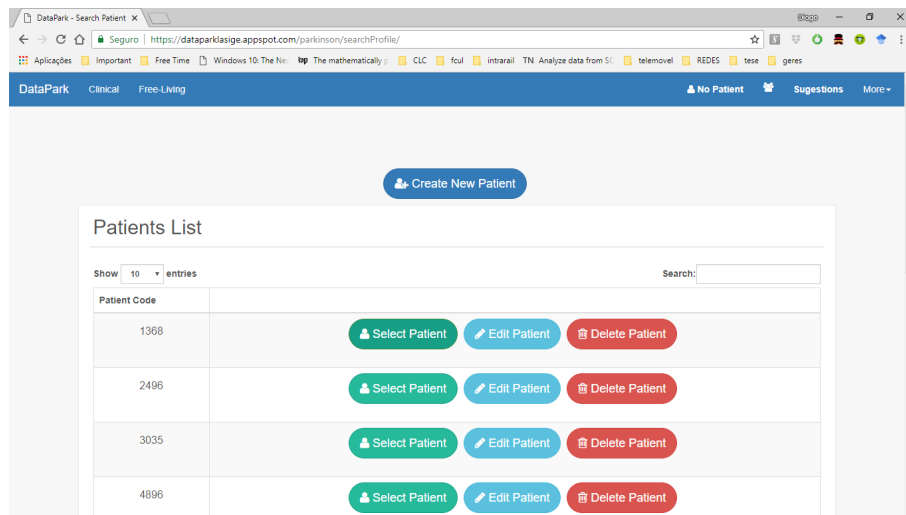 DataPark - Search Patient
Diogo
Seguro | https://dataparklasige.appspot.com/parkinson/searchProfile/
Aplicações Important Free Time Windows 10: The Ne The mathematically p CLC fcul intrarail TN Analyze data from SC telemovel REDES tese geres
DataPark Clinical Free-Living No Patient Sugestions More
Create New Patient
Patients List
Show 10 entries Search:
Patient Code
1368 Select Patient Edit Patient Delete Patient
2496 Select Patient Edit Patient Delete Patient
3035 Select Patient Edit Patient Delete Patient
4896 Select Patient Edit Patient Delete Patient